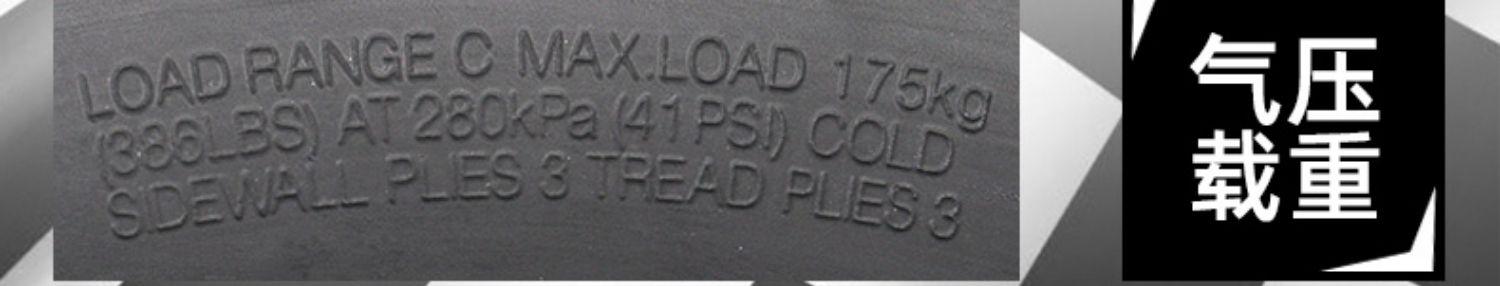 LOAD RANGE C MAX.LOAD 175kg
(386LBS) AT 280kPa (41 PSI) COLD
SIDEWALL PLIES 3 TREAD PLIES 3
气压
载重